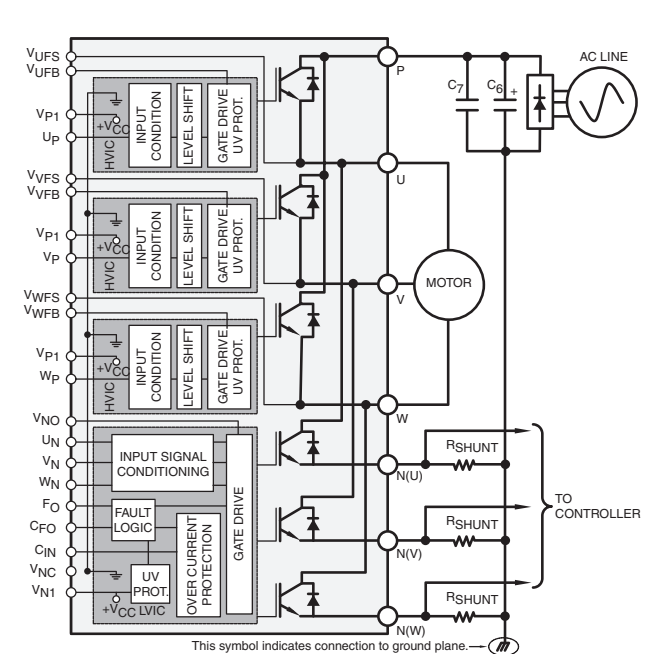 VUFS
VUFB
VP1
+VCC
UP
HVIC
INPUT
CONDITION
LEVEL SHIFT
GATE DRIVE
UV PROT.
P
C7
C6
+
AC LINE
U
VVFS
VVFB
VP1
+VCC
VP
HVIC
INPUT
CONDITION
LEVEL SHIFT
GATE DRIVE
UV PROT.
V
MOTOR
VWFS
VWFB
VP1
+VCC
WP
HVIC
INPUT
CONDITION
LEVEL SHIFT
GATE DRIVE
UV PROT.
W
VNO
UN
VN
WN
FO
CFO
CIN
VNC
VN1
INPUT SIGNAL
CONDITIONING
FAULT
LOGIC
UV
PROT.
+VCC
LVIC
OVER CURRENT
PROTECTION
GATE DRIVE
N(U)
RSHUNT
N(V)
RSHUNT
N(W)
RSHUNT
TO
CONTROLLER
This symbol indicates connection to ground plane.